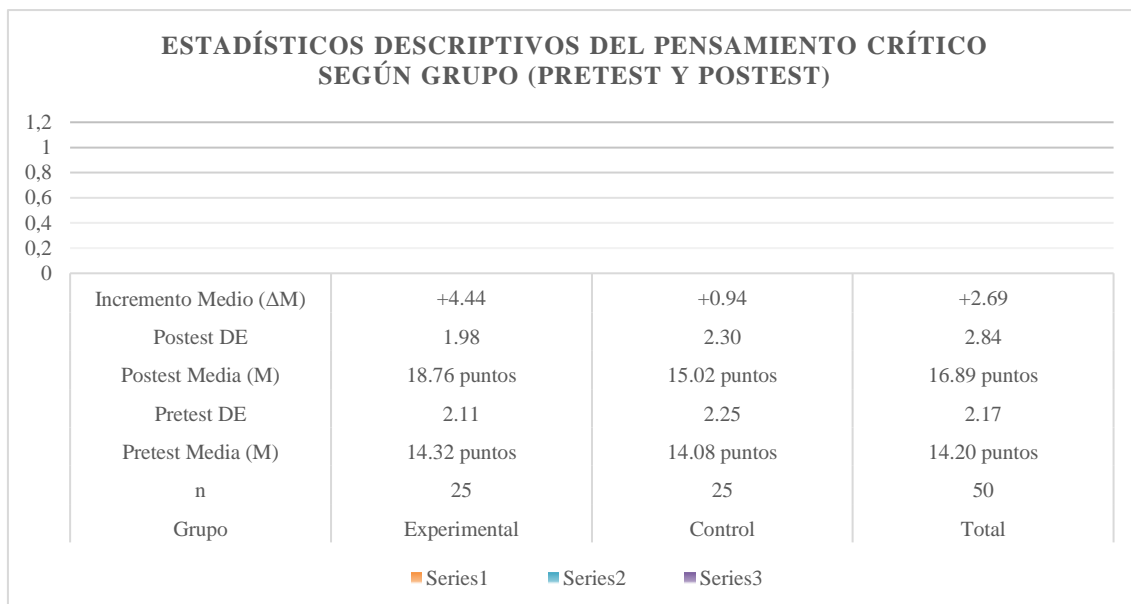 ESTADÍSTICOS DESCRIPTIVOS DEL PENSAMIENTO CRÍTICO
SEGÚN GRUPO (PRETEST Y POSTEST)
1,2
1
0,8
0,6
0,4
0,2
0
Incremento Medio (ΔM) +4.44 +0.94 +2.69
Postest DE 1.98 2.30 2.84
Postest Media (M) 18.76 puntos 15.02 puntos 16.89 puntos
Pretest DE 2.11 2.25 2.17
Pretest Media (M) 14.32 puntos 14.08 puntos 14.20 puntos
n 25 25 50
Grupo Experimental Control Total
Series1 Series2 Series3